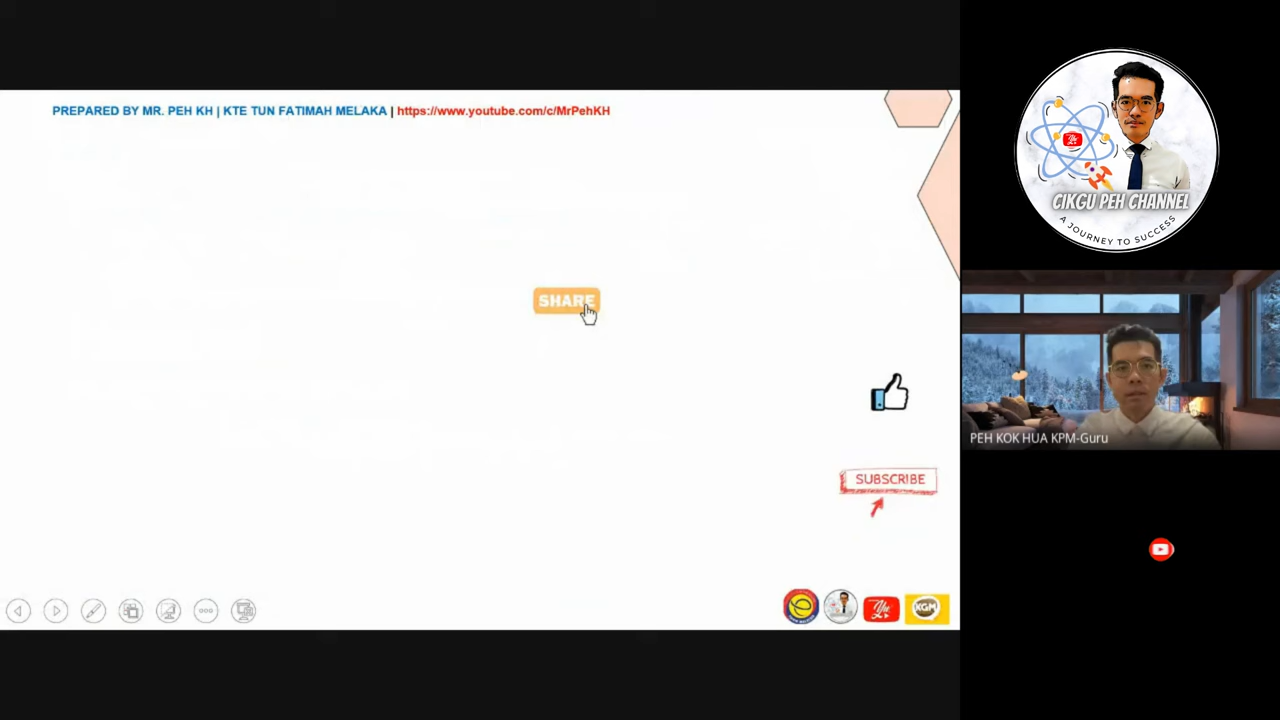 PREPARED BY MR. PEH KH | KTE TUN FATIMAH MELAKA | https://www.youtube.com/c/MrPehKH
SHARE
SUBSCRIBE
KGM
CIKGU PEH CHANNEL
A JOURNEY TO SUCCESS
PEH KOK HUA KPM-Guru